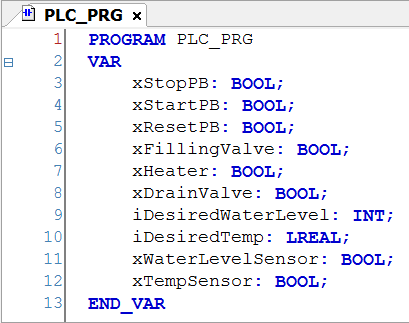 PLC_PRG
1 PROGRAM PLC_PRG
2 VAR
3 xStopPB: BOOL;
4 xStartPB: BOOL;
5 xResetPB: BOOL;
6 xFillingValve: BOOL;
7 xHeater: BOOL;
8 xDrainValve: BOOL;
9 iDesiredWaterLevel: INT;
10 iDesiredTemp: LREAL;
11 xWaterLevelSensor: BOOL;
12 xTempSensor: BOOL;
13 END_VAR